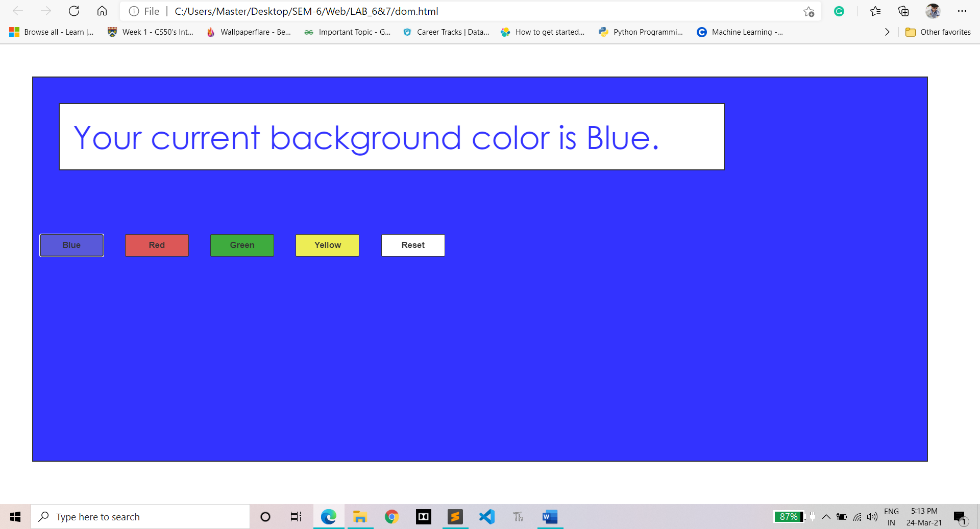 File | C:/Users/Master/Desktop/SEM-6/Web/LAB_6&7/dom.html
Browse all - Learn |... Week 1 - CS50's Int... Wallpaperflare - Be... Important Topic - G... Career Tracks | Data... How to get started... Python Programmi... Machine Learning -... Other favorites
Your current background color is Blue.
Blue Red Green Yellow Reset
Type here to search
87%
ENG
IN
5:13 PM
24-Mar-21
1